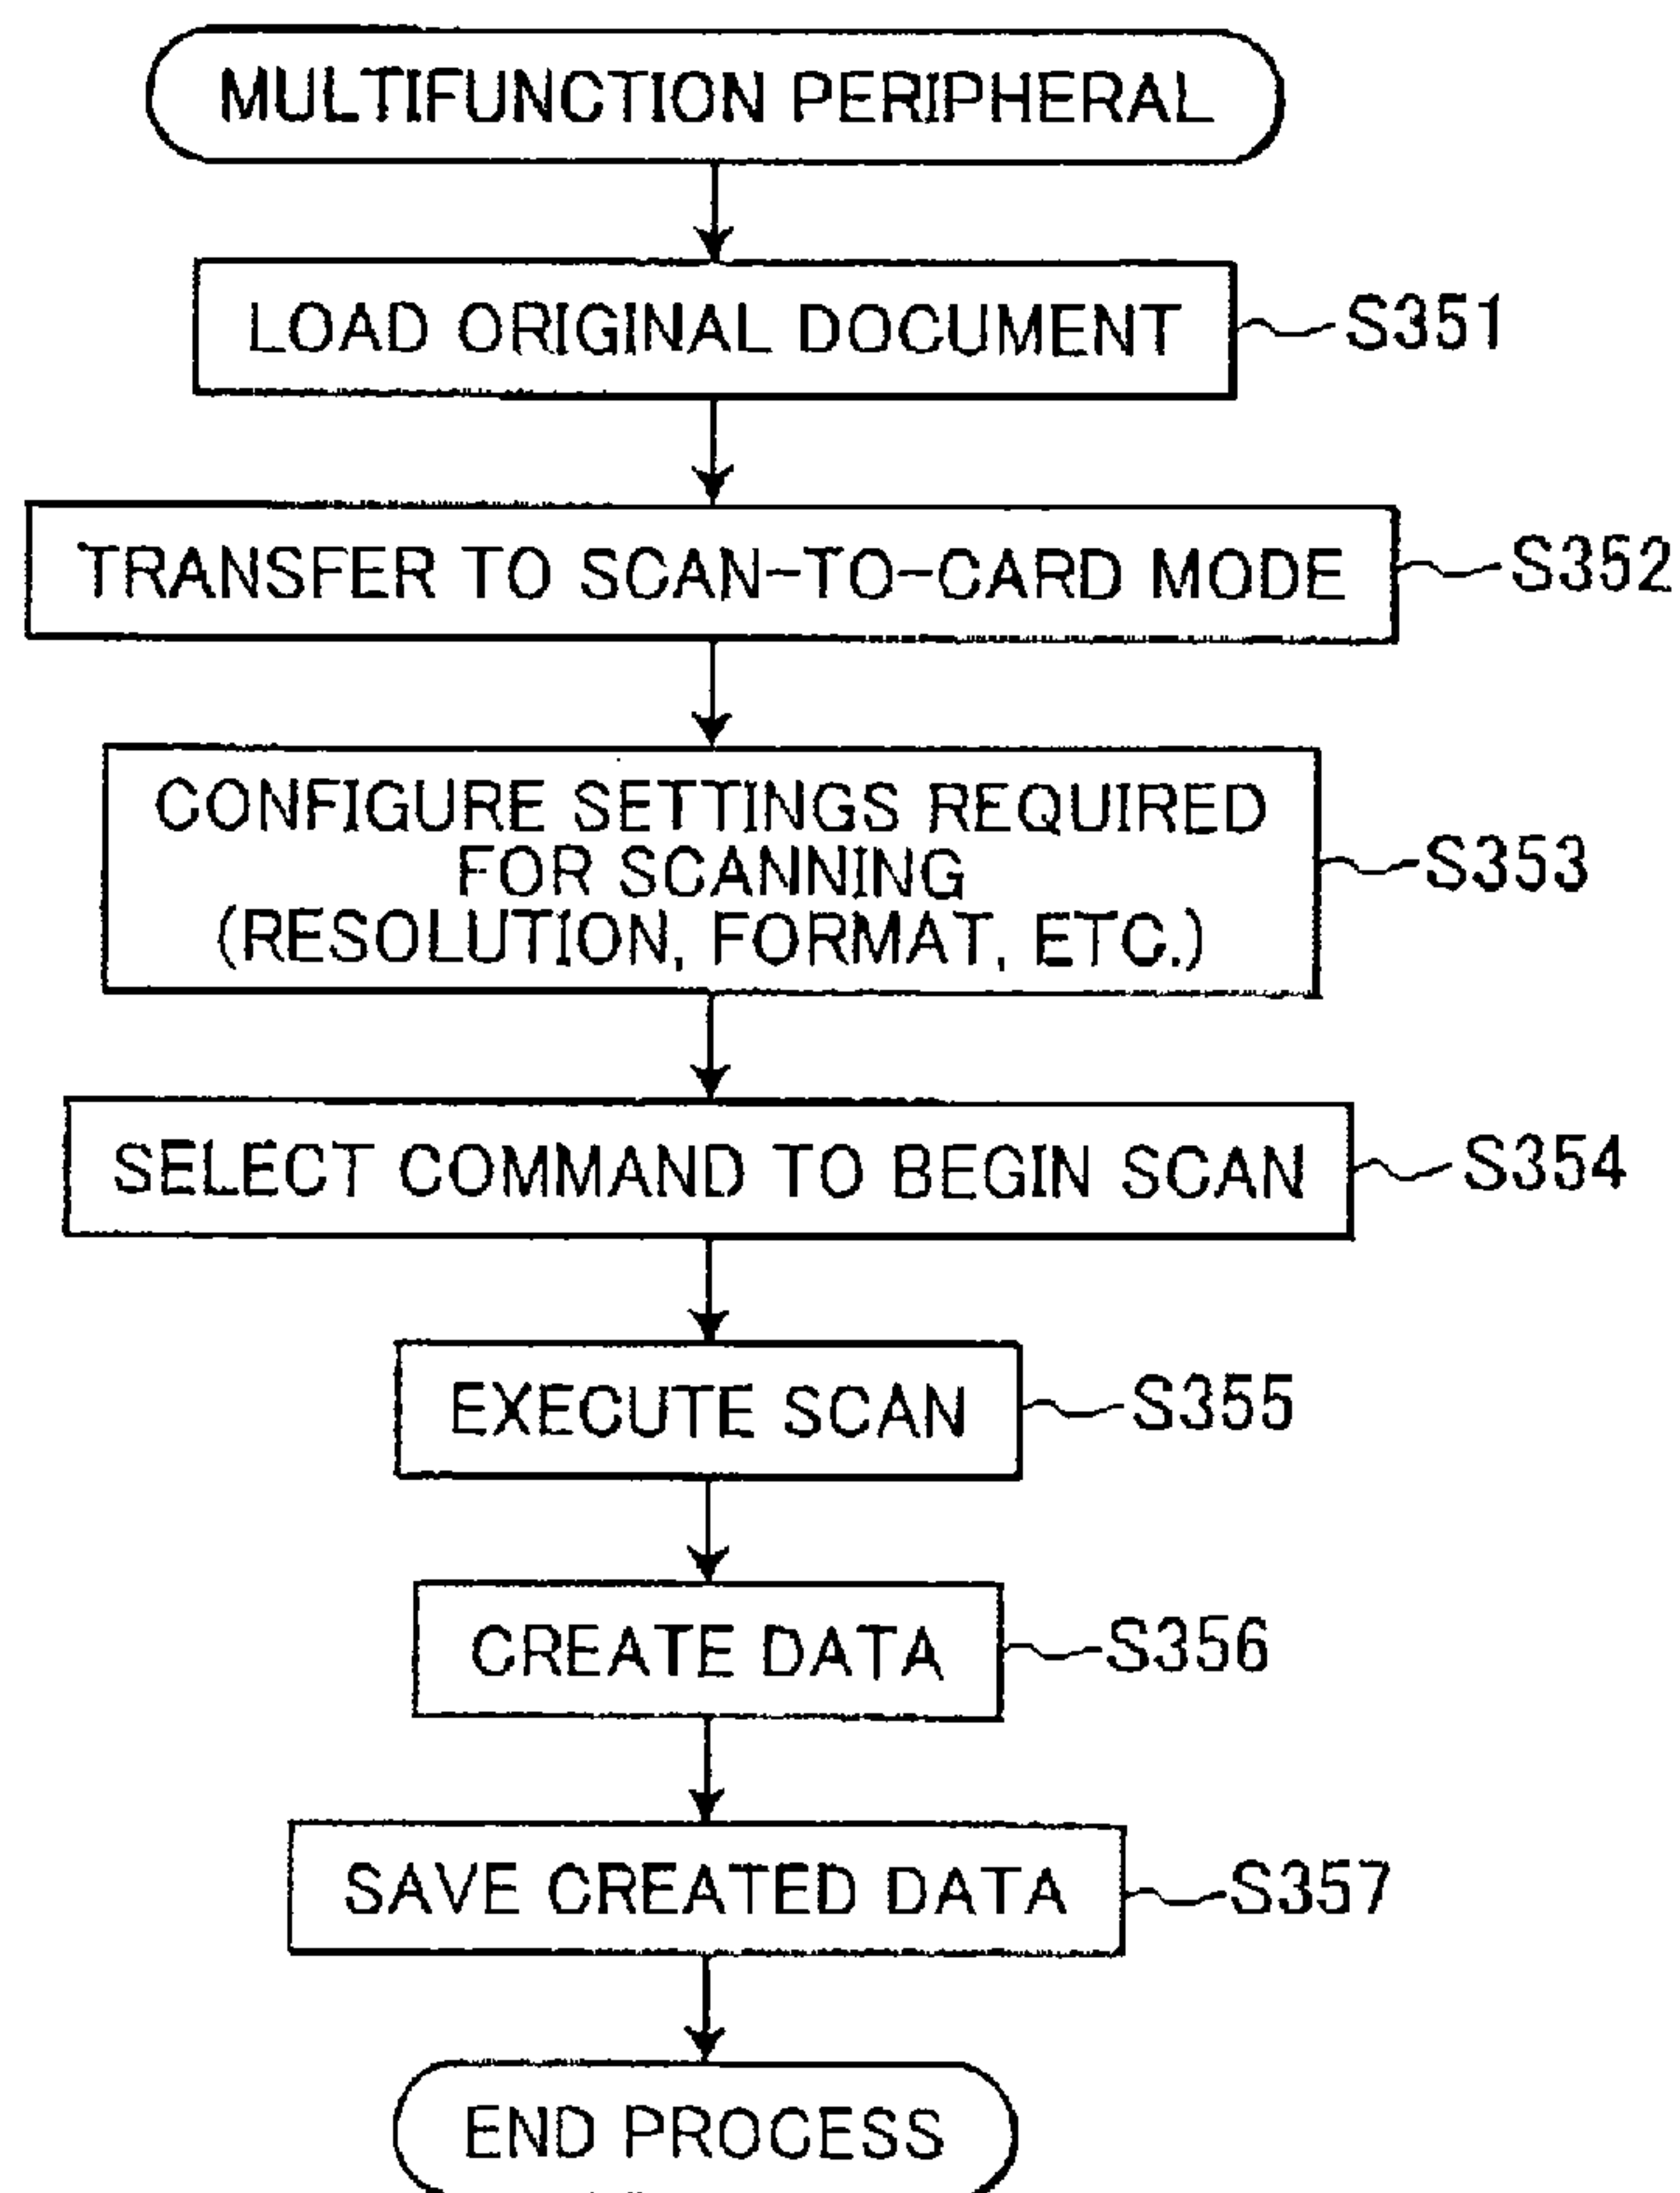 MULTIFUNCTION PERIPHERAL
LOAD ORIGINAL DOCUMENT
S351
TRANSFER TO SCAN-TO-CARD MODE
S352
CONFIGURE SETTINGS REQUIRED
FOR SCANNING
(RESOLUTION, FORMAT, ETC.)
S353
SELECT COMMAND TO BEGIN SCAN
S354
EXECUTE SCAN
S355
CREATE DATA
S356
SAVE CREATED DATA
S357
END PROCESS